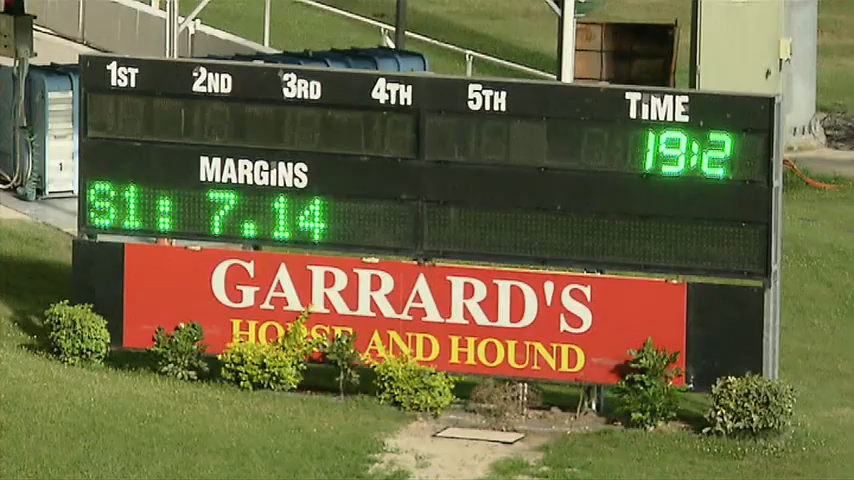 1ST 2ND 3RD 4TH 5TH TIME
19:2
MARGINS
S1: 7.14
GARRARD'S
HORSE AND HOUND